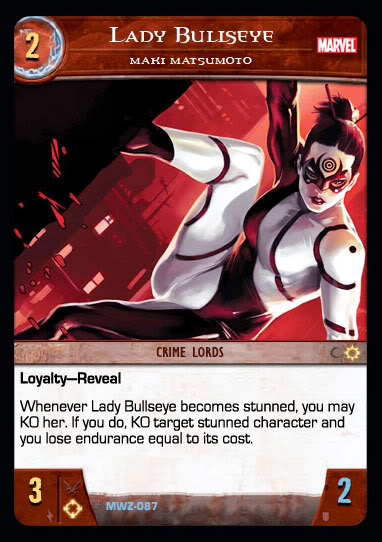 2
Lady Bullseye
MAKI MATSUMOTO
MARVEL
CRIME LORDS
C
Loyalty—Reveal
Whenever Lady Bullseye becomes stunned, you may
KO her. If you do, KO target stunned character and
you lose endurance equal to its cost.
3
MWZ-087
2